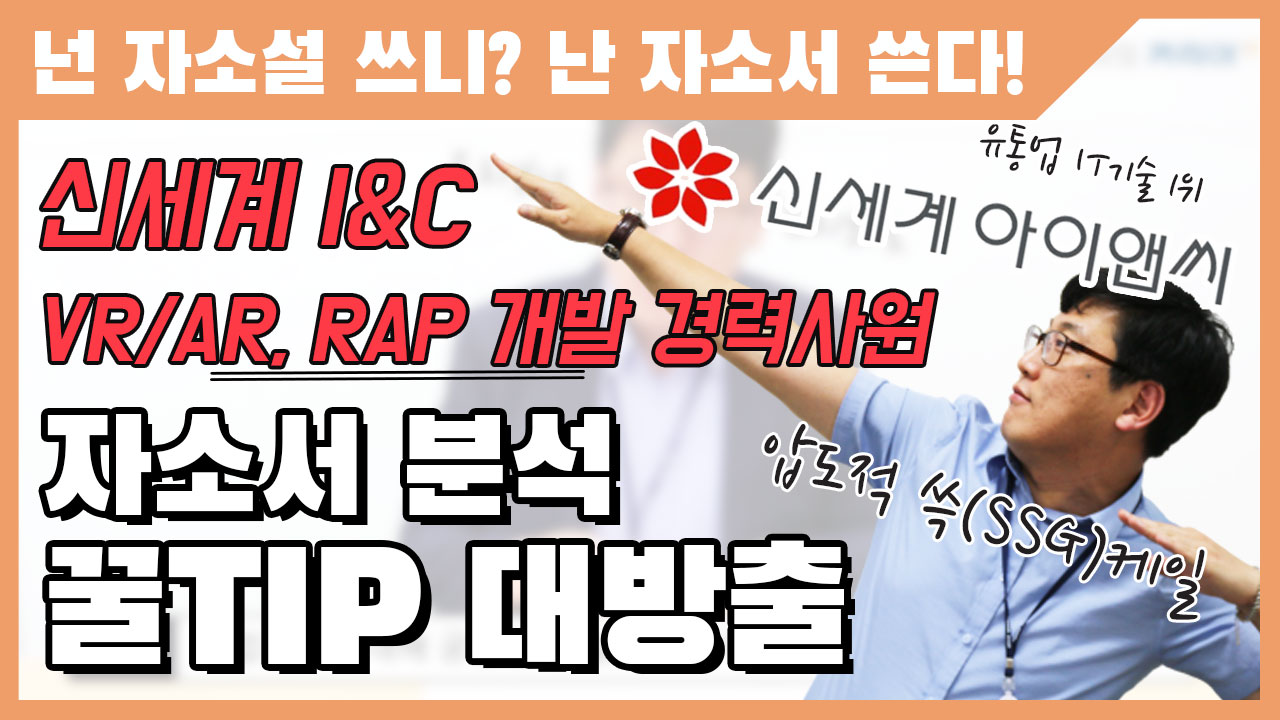 넌 자소설 쓰니? 난 자소서 쓴다!
유통업 IT기술 1위
신세계 아이앤씨
신세계 I&C
VR/AR, RAP 개발 경력사원
자소서 분석
압도적 쓱(SSG)케일
꿀TIP 대방출